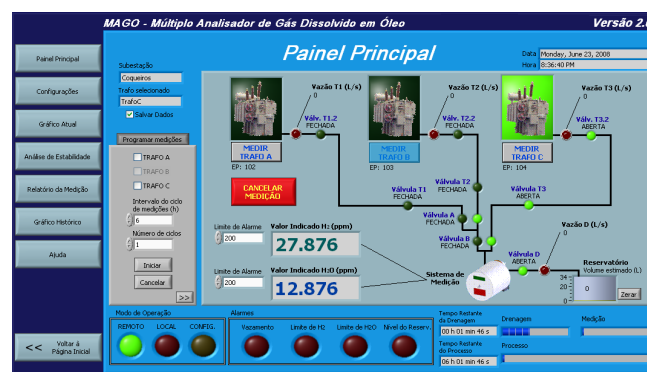 MAGO - Múltiplo Analisador de Gás Dissolvido em Óleo
Versão 2.
Painel Principal
Configurações
Gráfico Atual
Análise de Estabilidade
Relatório da Medição
Gráfico Histórico
Ajuda
<< Voltar à
Página Inicial
Painel Principal
Data Monday, June 23, 2008
Hora 8:36:40 PM
Subestação
Coqueiros
Trafo selecionado
TrafoC
Salvar Dados
Programar medições
TRAFO A
TRAFO B
TRAFO C
Intervalo do ciclo
de medições (h)
6
Número de ciclos
1
Iniciar
Cancelar
>>
Vazão T1 (L/s)
0
Válv. T1.2
FECHADA
MEDIR
TRAFO A
EP: 102
Vazão T2 (L/s)
0
Válv. T2.2
FECHADA
MEDIR
TRAFO B
EP: 103
Vazão T3 (L/s)
0
Válv. T3.2
ABERTA
MEDIR
TRAFO C
EP: 104
CANCELAR
MEDIÇÃO
Válvula T1
FECHADA
Válvula T2
FECHADA
Válvula T3
ABERTA
Válvula A
FECHADA
Válvula B
FECHADA
Válvula D
ABERTA
Vazão D (L/s)
0
Limite de Alarme
200
Valor Indicado H2 (ppm)
27.876
Limite de Alarme
200
Valor Indicado H2O (ppm)
12.876
Sistema de
Medição
Reservatório
Volume estimado (L)
34
20
0
0
Zerar
Modo de Operação
REMOTO LOCAL CONFIG.
Alarmes
Vazamento Limite de H2 Limite de H2O Nível do Reserv.
Tempo Restante
da Drenagem
00 h 01 min 46 s
Drenagem
Medição
Tempo Restante
do Processo
06 h 01 min 46 s
Processo